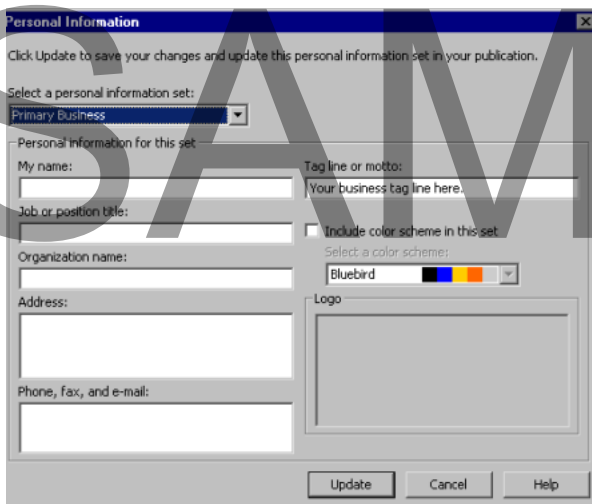 Personal Information
Click Update to save your changes and update this personal information set in your publication.
Select a personal information set:
Primary Business
Personal information for this set
My name:
Tag line or motto:
Your business tag line here.
Job or position title:
Include color scheme in this set
Select a color scheme:
Organization name:
Bluebird
Address:
Logo
Phone, fax, and e-mail:
Update Cancel Help
SAM